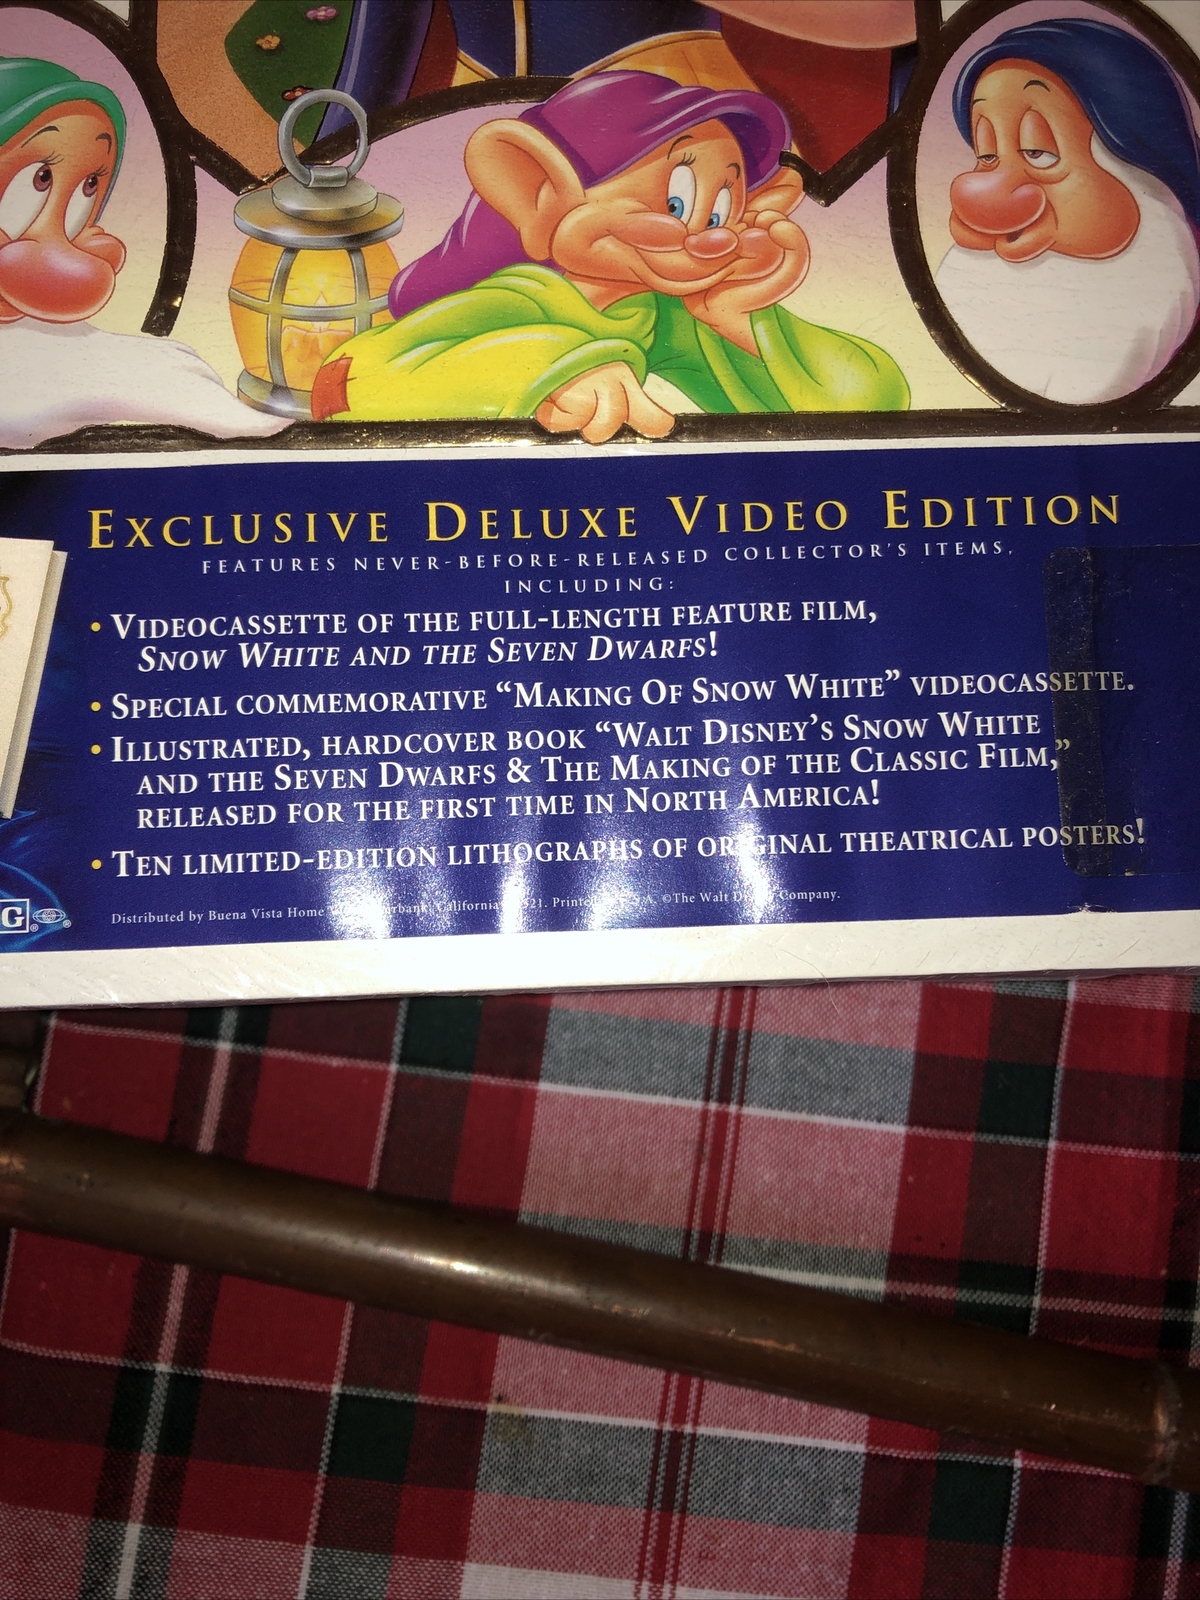 EXCLUSIVE DELUXE VIDEO EDITION
FEATURES NEVER-BEFORE-RELEASED COLLECTOR'S ITEMS,
INCLUDING:
• VIDEOCASSETTE OF THE FULL-LENGTH FEATURE FILM,
SNOW WHITE AND THE SEVEN DWARFS!
• SPECIAL COMMEMORATIVE “MAKING OF SNOW WHITE” VIDEOCASSETTE.
• ILLUSTRATED, HARDCOVER BOOK “WALT DISNEY'S SNOW WHITE
AND THE SEVEN DWARFS & THE MAKING OF THE CLASSIC FILM,”
RELEASED FOR THE FIRST TIME IN NORTH AMERICA!
• TEN LIMITED-EDITION LITHOGRAPHS OF ORIGINAL THEATRICAL POSTERS!
G ®
®
Distributed by Buena Vista Home California Printed ©The Walt Disney Company.